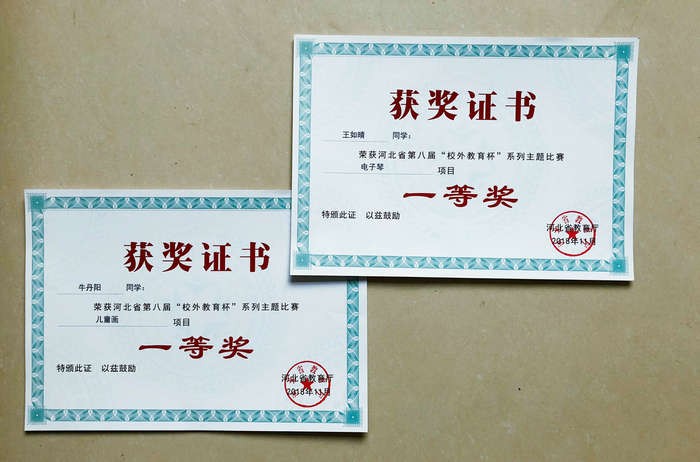 获奖证书
王如晴 同学：
荣获河北省第八届“校外教育杯”系列主题比赛
电子琴 项目
一等奖
特颁此证 以兹鼓励
河北省教育厅
2018年11月
获奖证书
牛丹阳 同学：
荣获河北省第八届“校外教育杯”系列主题比赛
儿童画 项目
一等奖
特颁此证 以兹鼓励
河北省教育厅
2018年11月